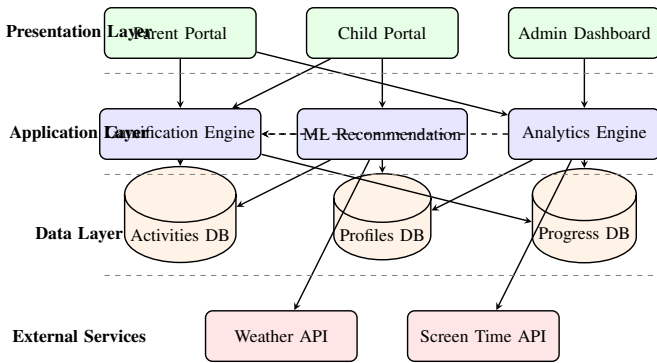 Presentation Layer Parent Portal Child Portal Admin Dashboard
Application Layer Gamification Engine ML Recommendation Analytics Engine
Data Layer Activities DB Profiles DB Progress DB
External Services Weather API Screen Time API